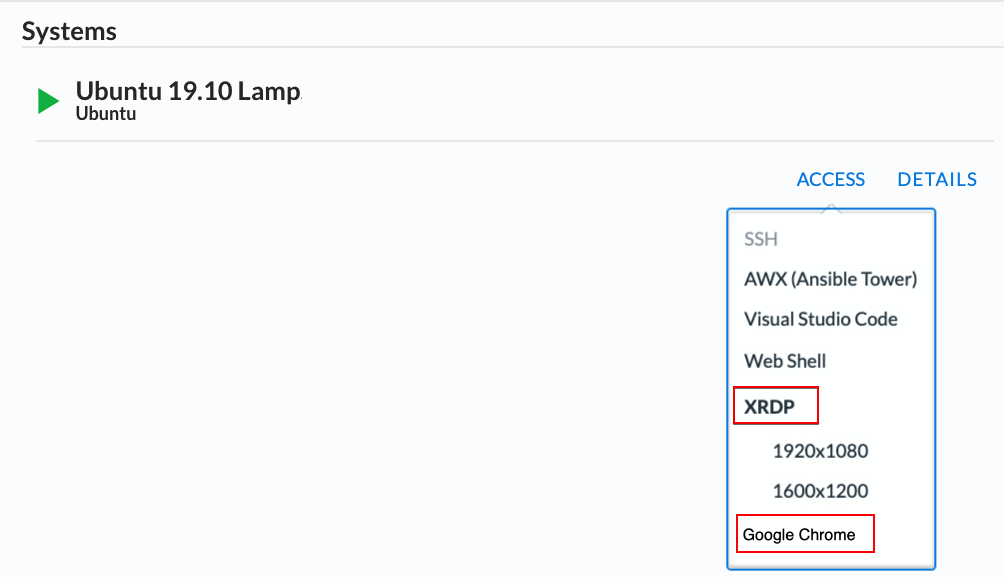 Systems
Ubuntu 19.10 Lamp
Ubuntu
ACCESS DETAILS
SSH
AWX (Ansible Tower)
Visual Studio Code
Web Shell
XRDP
1920x1080
1600x1200
Google Chrome